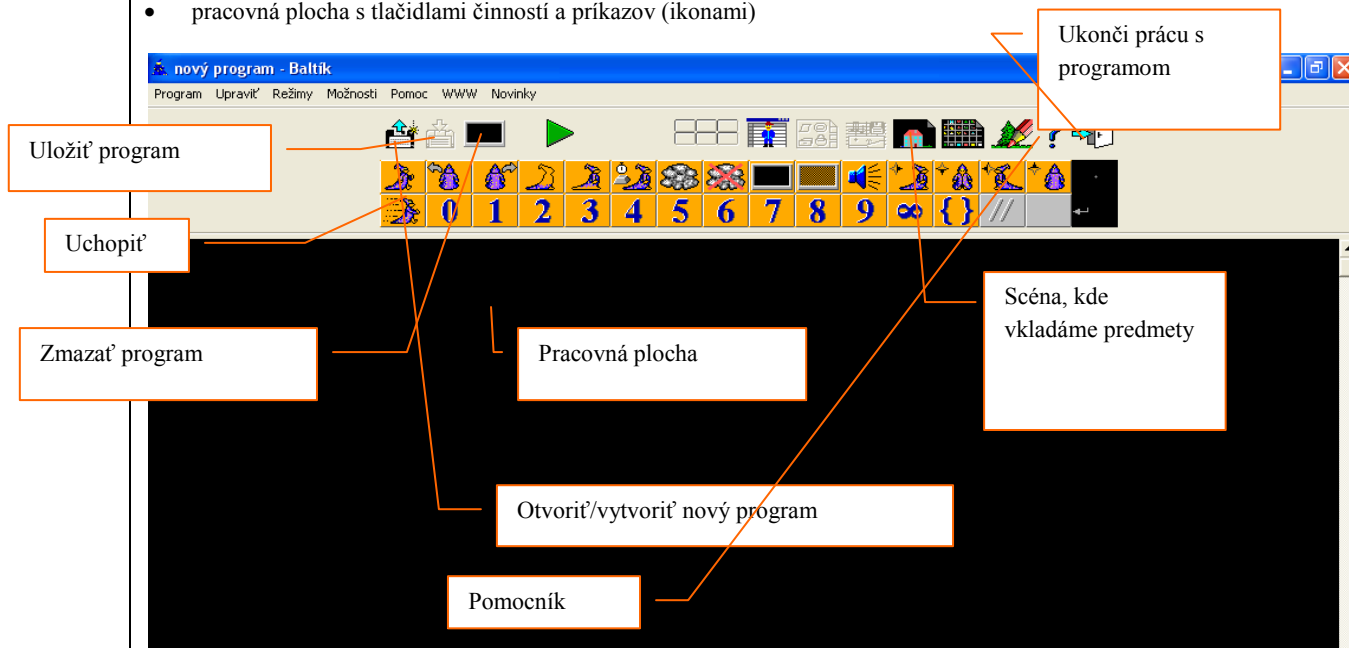 • pracovná plocha s tlačidlami činností a príkazov (ikonami)
Ukonči prácu s
programom
nový program - Baltík
Program Upraviť Režimy Možnosti Pomoc WWW Novinky
Uložiť program
0 1 2 3 4 5 6 7 8 9 ∞ { } //
Uchopiť
Scéna, kde
vkladáme predmety
Zmazať program
Pracovná plocha
Otvoriť/vytvoriť nový program
Pomocník